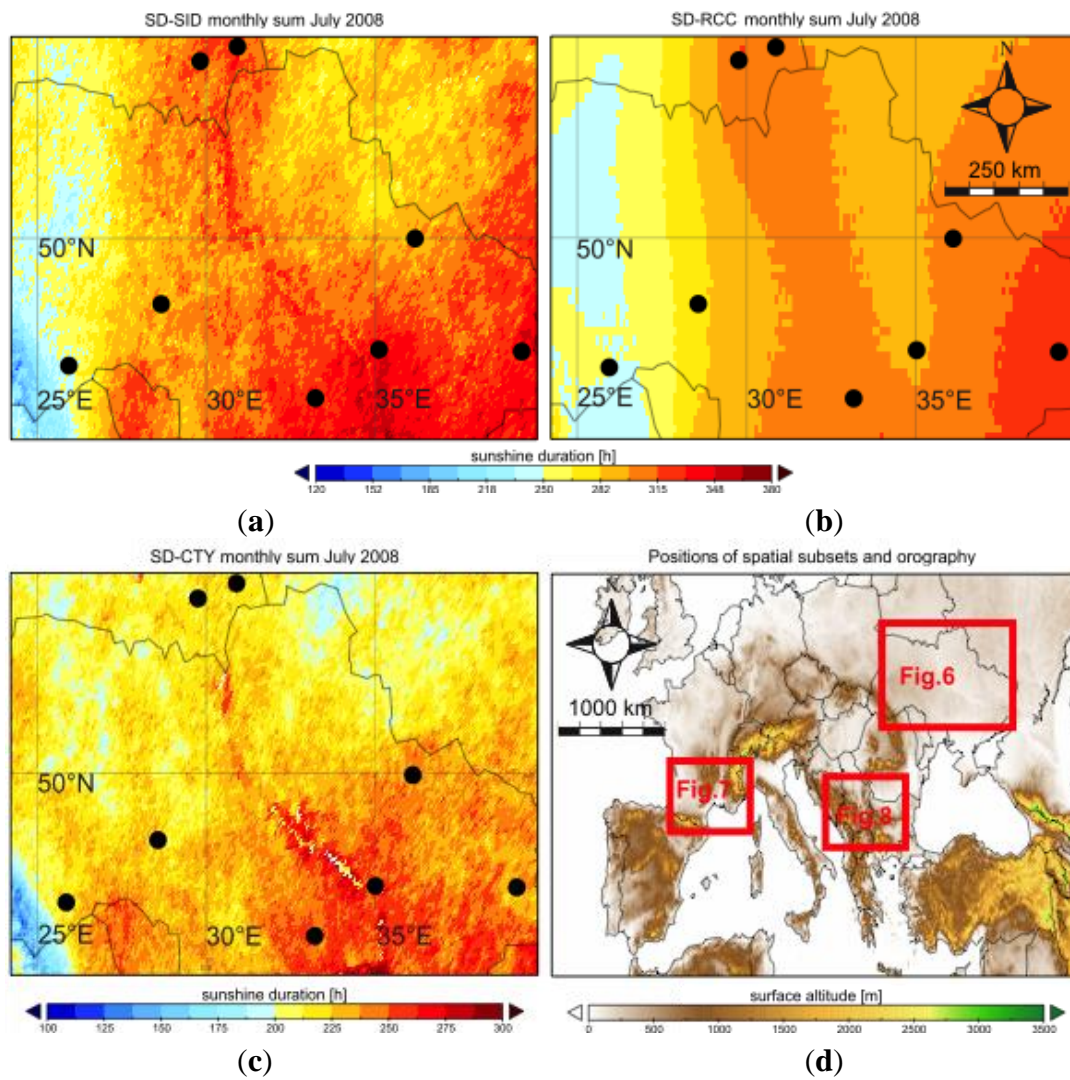 SD-SID monthly sum July 2008
SD-RCC monthly sum July 2008
N
250 km
50°N
50°N
25°E 30°E 35°E
25°E 30°E 35°E
sunshine duration [h]
120 152 185 218 250 282 315 348 380
(a)
(b)
SD-CTY monthly sum July 2008
Positions of spatial subsets and orography
N
Fig.6
1000 km
50°N
Fig.7
Fig.8
25°E 30°E 35°E
sunshine duration [h]
100 125 150 175 200 225 250 275 300
surface altitude [m]
0 500 1000 1500 2000 2500 3000 3500
(c)
(d)